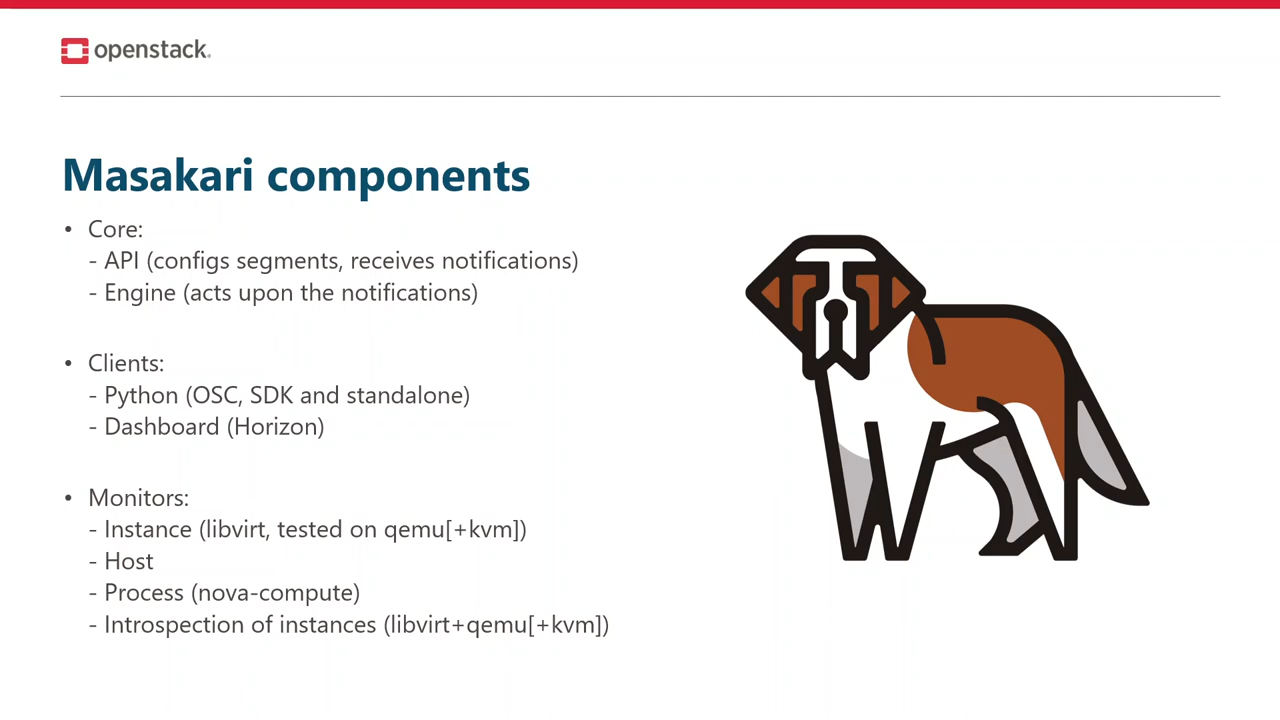 openstack.
Masakari components
• Core:
- API (configs segments, receives notifications)
- Engine (acts upon the notifications)
• Clients:
- Python (OSC, SDK and standalone)
- Dashboard (Horizon)
• Monitors:
- Instance (libvirt, tested on qemu[+kvm])
- Host
- Process (nova-compute)
- Introspection of instances (libvirt+qemu[+kvm])